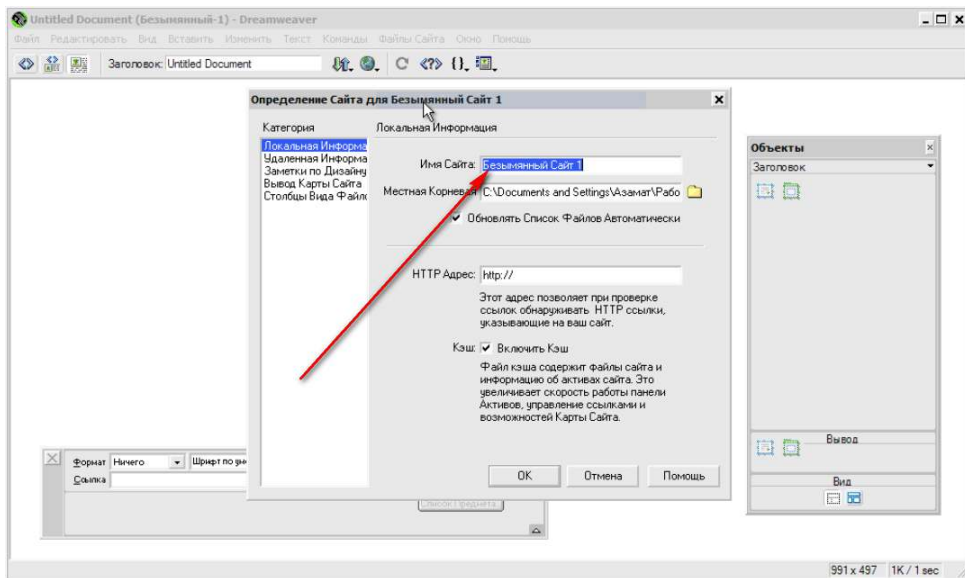 Untitled Document (Безымянный-1) - Dreamweaver
Файл Редактировать Вид Вставить Изменить Текст Команды Файлы Сайта Окно Помощь
Заголовок: Untitled Document
Определение Сайта для Безымянный Сайт 1
Категория
Локальная Информа
Удаленная Информа
Заметки по Дизайну
Вывод Карты Сайта
Столбцы Вида Файло
Локальная Информация
Имя Сайта: Безымянный Сайт 1
Местная Корневая C:\Documents and Settings\Азамат\Рабо
Обновлять Список Файлов Автоматически
HTTP Адрес: http://
Этот адрес позволяет при проверке
ссылок обнаруживать HTTP ссылки,
указывающие на ваш сайт.
Кэш: Включить Кэш
Файл кэша содержит файлы сайта и
информацию об активах сайта. Это
увеличивает скорость работы панели
Активов, управление ссылками и
возможностей Карты Сайта.
OK Отмена Помощь
Объекты
Заголовок
Вывод
Вид
Формат Ничего Шрифт по ум
Ссылка
Список Предмета
991 x 497 1K / 1 sec